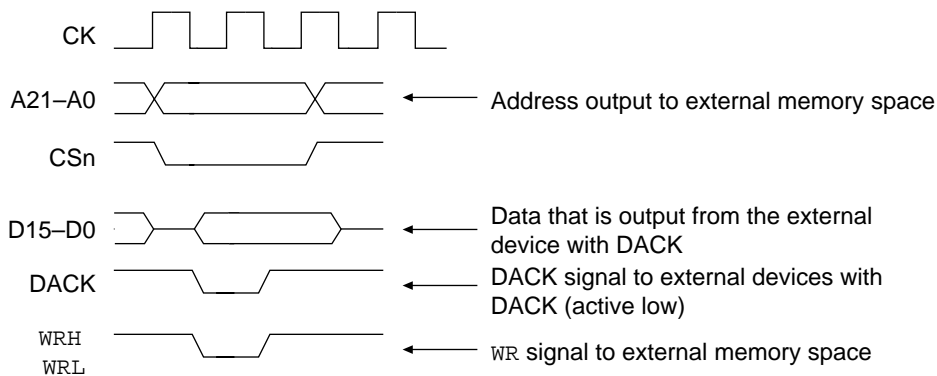 CK
A21–A0
Address output to external memory space
CSn
D15–D0
Data that is output from the external
device with DACK
DACK
DACK signal to external devices with
DACK (active low)
WRH
WRL
WR signal to external memory space